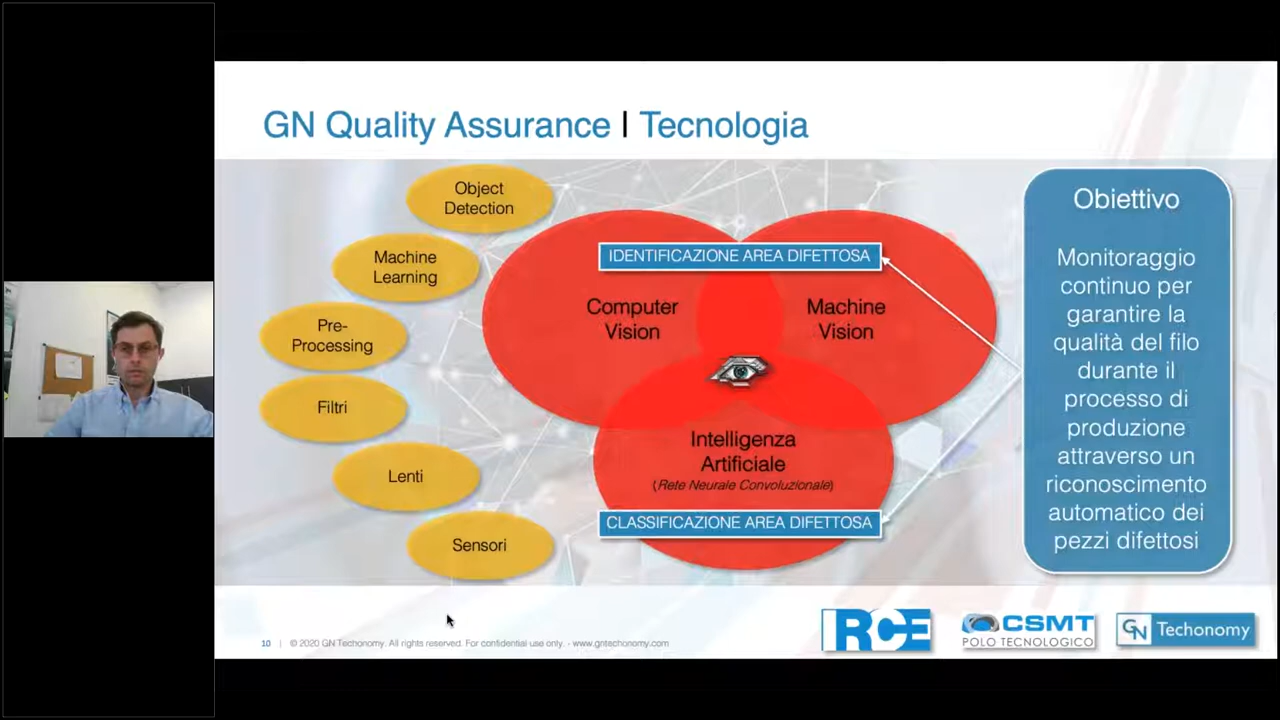 GN Quality Assurance | Tecnologia
Object
Detection
Machine
Learning
Pre-
Processing
Filtri
Lenti
Sensori
IDENTIFICAZIONE AREA DIFETTOSA
Computer
Vision
Machine
Vision
Intelligenza
Artificiale
(Rete Neurale Convoluzionale)
CLASSIFICAZIONE AREA DIFETTOSA
Obiettivo
Monitoraggio
continuo per
garantire la
qualità del filo
durante il
processo di
produzione
attraverso un
riconoscimento
automatico dei
pezzi difettosi
10 | © 2020 GN Techonomy. All rights reserved. For confidential use only. - www.gntechonomy.com
RCE
CSMT
POLO TECNOLOGICO
GN Techonomy